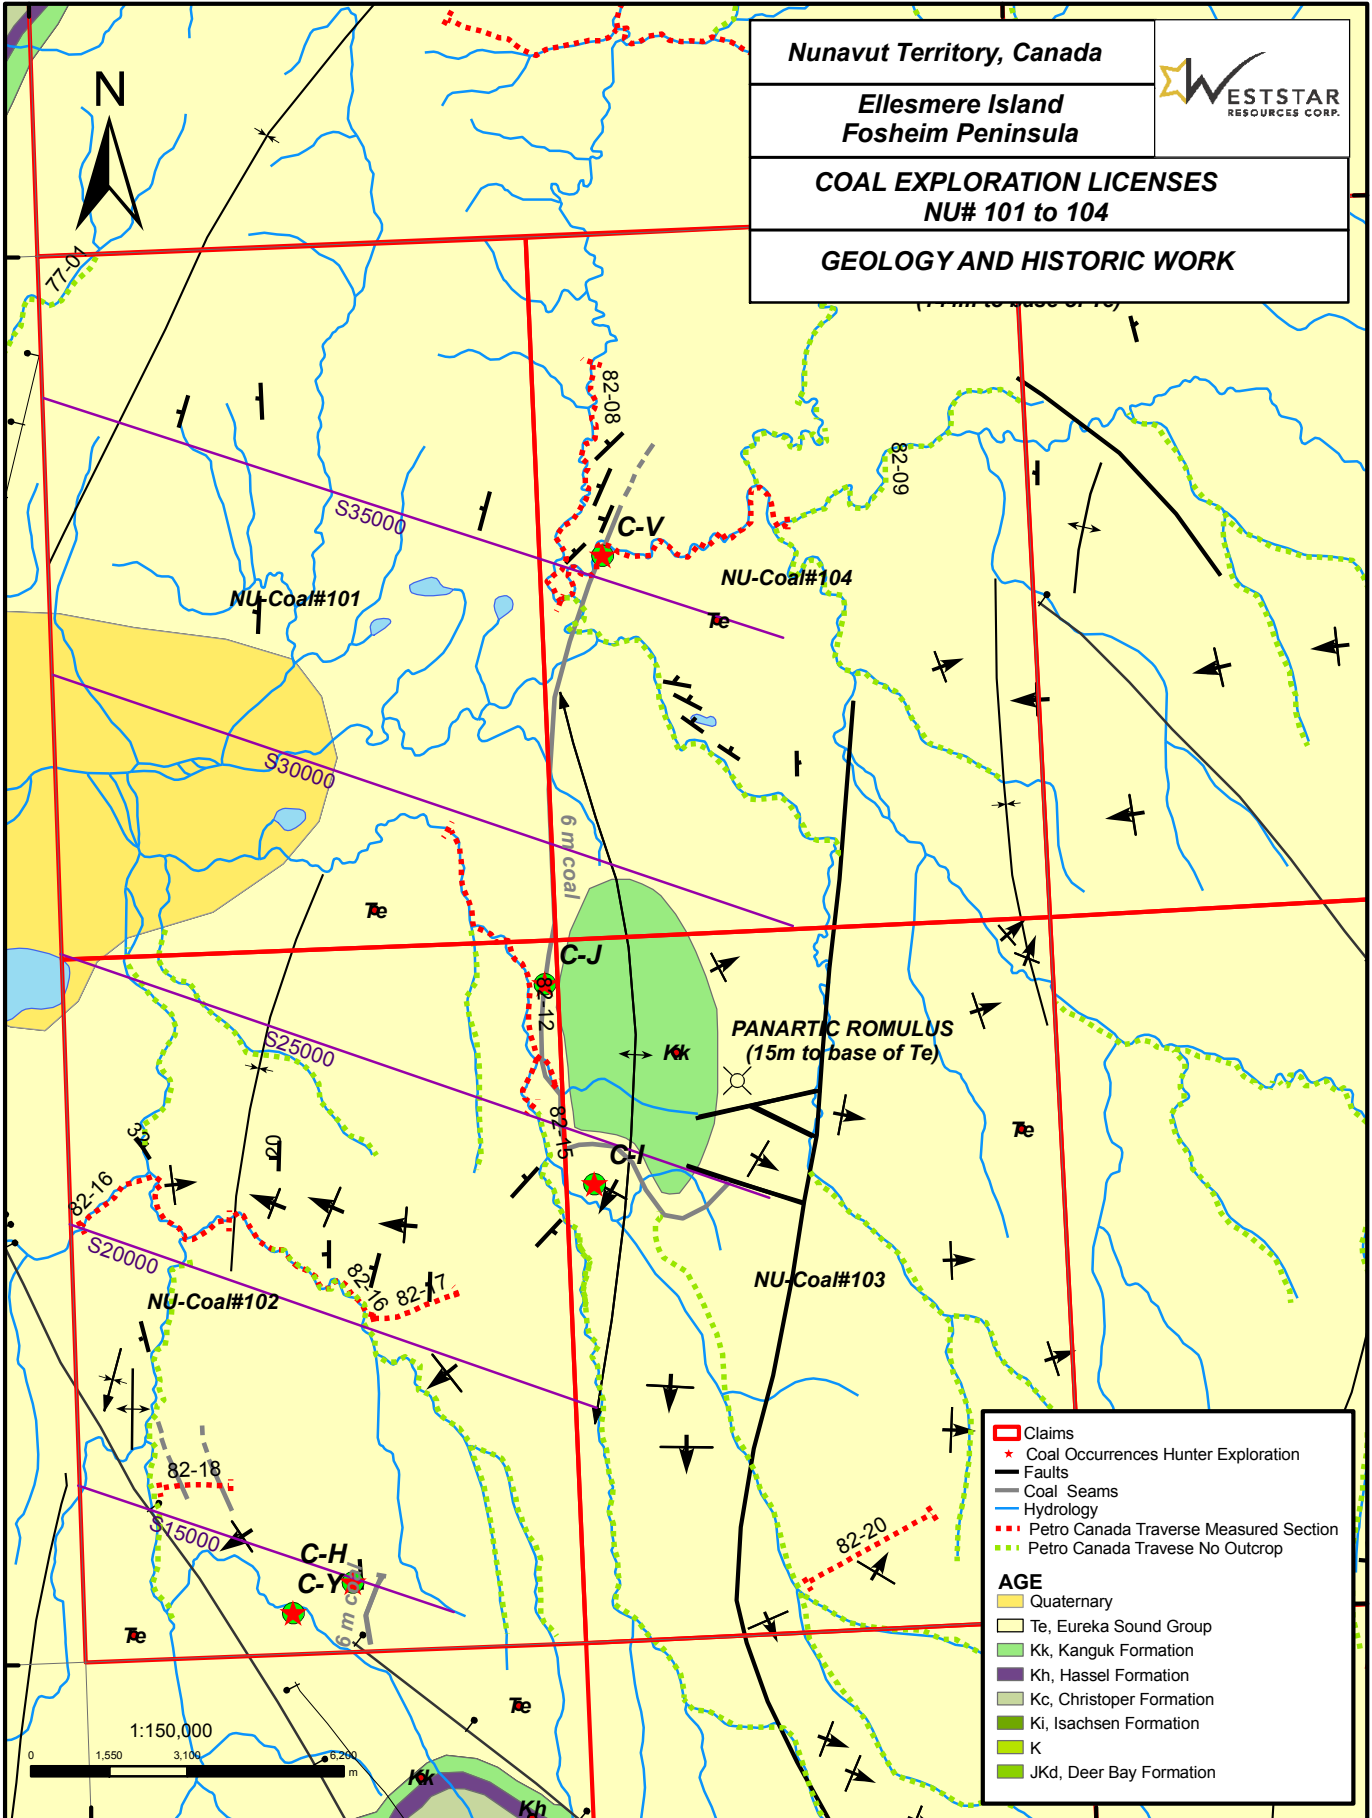 Nunavut Territory, Canada
WESTSTAR
RESOURCES CORP.
Ellesmere Island
Fosheim Peninsula
COAL EXPLORATION LICENSES
NU# 101 to 104
GEOLOGY AND HISTORIC WORK
to base of Te)
N
77-01
82-08
82-09
S35000
C-V
NU-Coal#101
NU-Coal#104
Te
S30000
6 m coal
Te
C-J
82-12
S25000
Kk
PANARTIC ROMULUS
(15m to base of Te)
Te
32
20
82-15
C-I
82-16
S20000
NU-Coal#102
82-16
82-17
NU-Coal#103
82-18
S15000
C-H
C-Y
6 m
82-20
Te
Te
Kk
Kh
1:150,000
0 1,550 3,100 6,200
m
Claims
Coal Occurrences Hunter Exploration
Faults
Coal Seams
Hydrology
Petro Canada Traverse Measured Section
Petro Canada Travese No Outcrop
AGE
Quaternary
Te, Eureka Sound Group
Kk, Kanguk Formation
Kh, Hassel Formation
Kc, Christoper Formation
Ki, Isachsen Formation
K
JKd, Deer Bay Formation